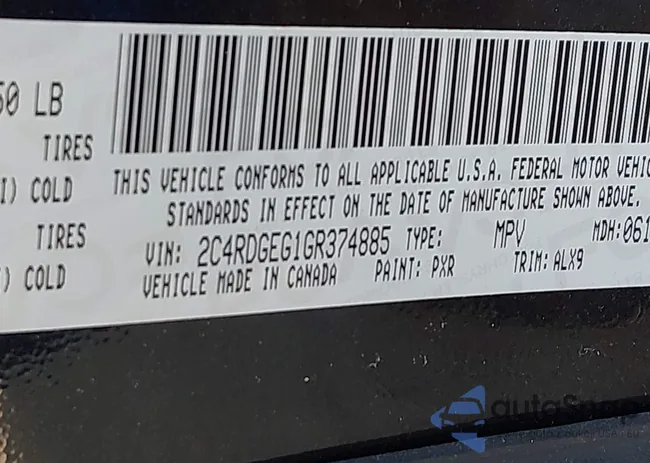 50 LB
TIRES
I) COLD
TIRES
) COLD
THIS VEHICLE CONFORMS TO ALL APPLICABLE U.S.A. FEDERAL MOTOR VEHIC
STANDARDS IN EFFECT ON THE DATE OF MANUFACTURE SHOWN ABOVE.
VIN: 2C4RDGEG1GR374885 TYPE: MPV MDH: 061
VEHICLE MADE IN CANADA PAINT: PXR TRIM: ALX9
autoSnap